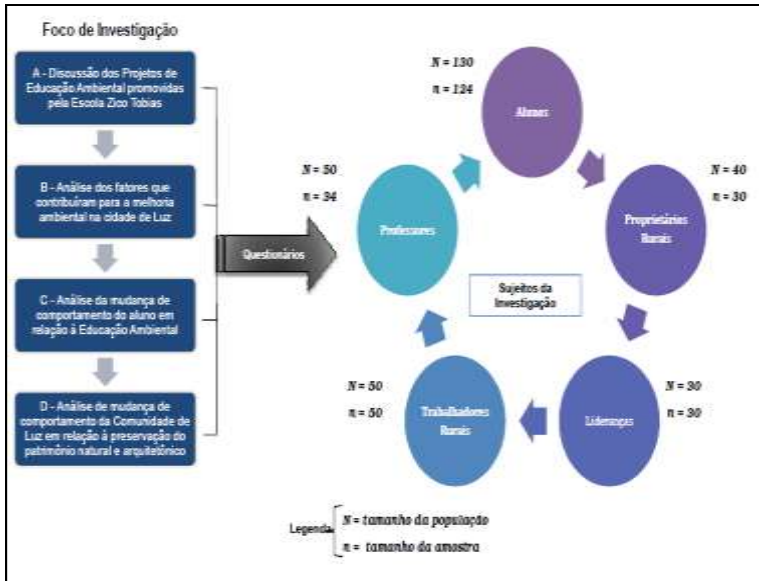 Foco de Investigação
A - Discussão dos Projetos de
Educação Ambiental promovidas
pela Escola Zico Tobias
B - Análise dos fatores que
contribuíram para a melhoria
ambiental na cidade de Luz
C - Análise da mudança de
comportamento do aluno em
relação à Educação Ambiental
D - Análise de mudança de
comportamento da Comunidade de
Luz em relação à preservação do
patrimônio natural e arquitetônico
Questionários
N = 130
n = 124
Alunos
N = 40
n = 30
Proprietários
Rurais
N = 30
n = 30
Lideranças
N = 50
n = 50
Trabalhadores
Rurais
N = 50
n = 34
Professores
Sujeitos da
Investigação
Legenda
N = tamanho da população
n = tamanho da amostra